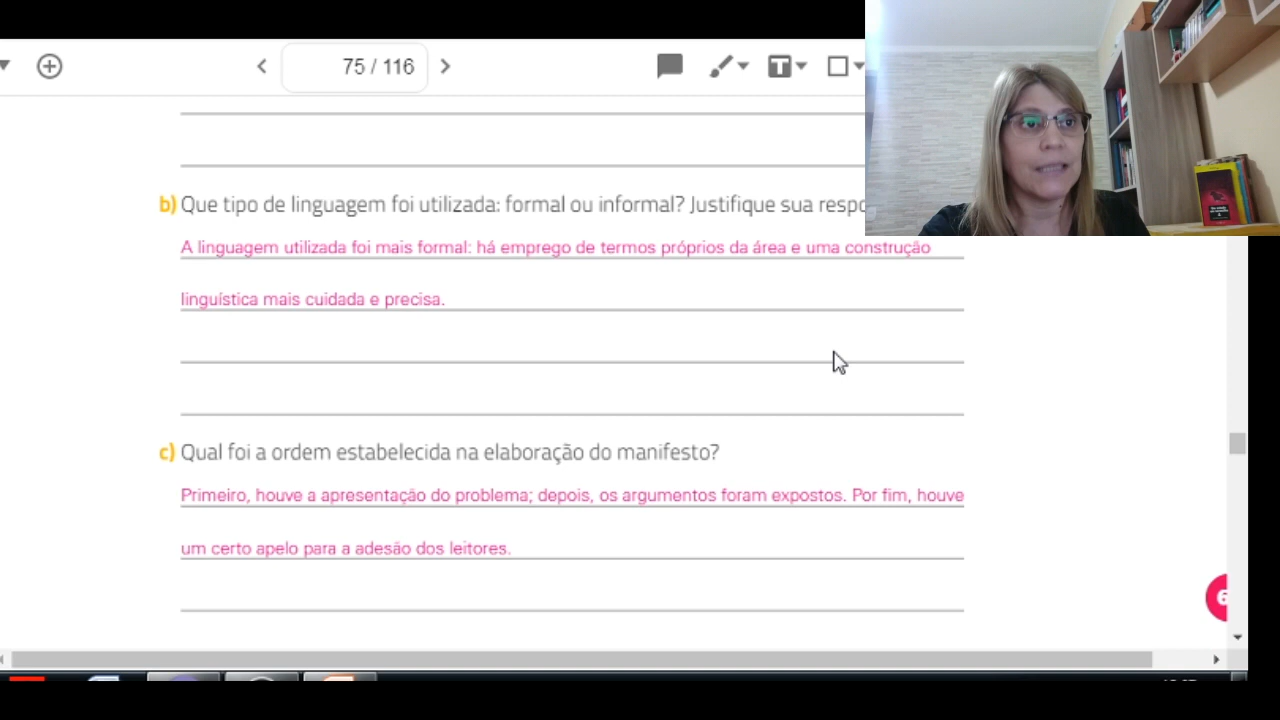 75 / 116
b) Que tipo de linguagem foi utilizada: formal ou informal? Justifique sua respo
A linguagem utilizada foi mais formal: há emprego de termos próprios da área e uma construção
linguística mais cuidada e precisa.
c) Qual foi a ordem estabelecida na elaboração do manifesto?
Primeiro, houve a apresentação do problema; depois, os argumentos foram expostos. Por fim, houve
um certo apelo para a adesão dos leitores.
6